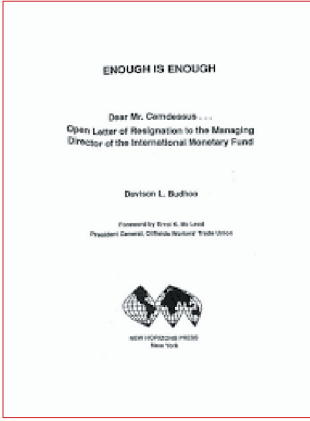 ENOUGH IS ENOUGH
Dear Mr. Camdessus . . .
Open Letter of Resignation to the Managing
Director of the International Monetary Fund
Davison L. Budhoo
Foreword by Errol K. Mc Leod
President General, Oilfields Workers' Trade Union
NEW HORIZONS PRESS
New York